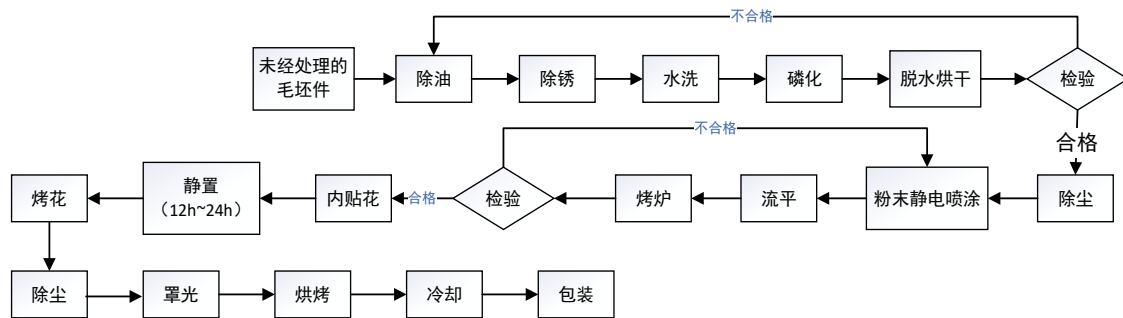 不合格
未经处理的
毛坯件
除油
除锈
水洗
磷化
脱水烘干
检验
合格
不合格
烤花
静置
（12h~24h）
内贴花
合格
检验
烤炉
流平
粉末静电喷涂
除尘
除尘
罩光
烘烤
冷却
包装